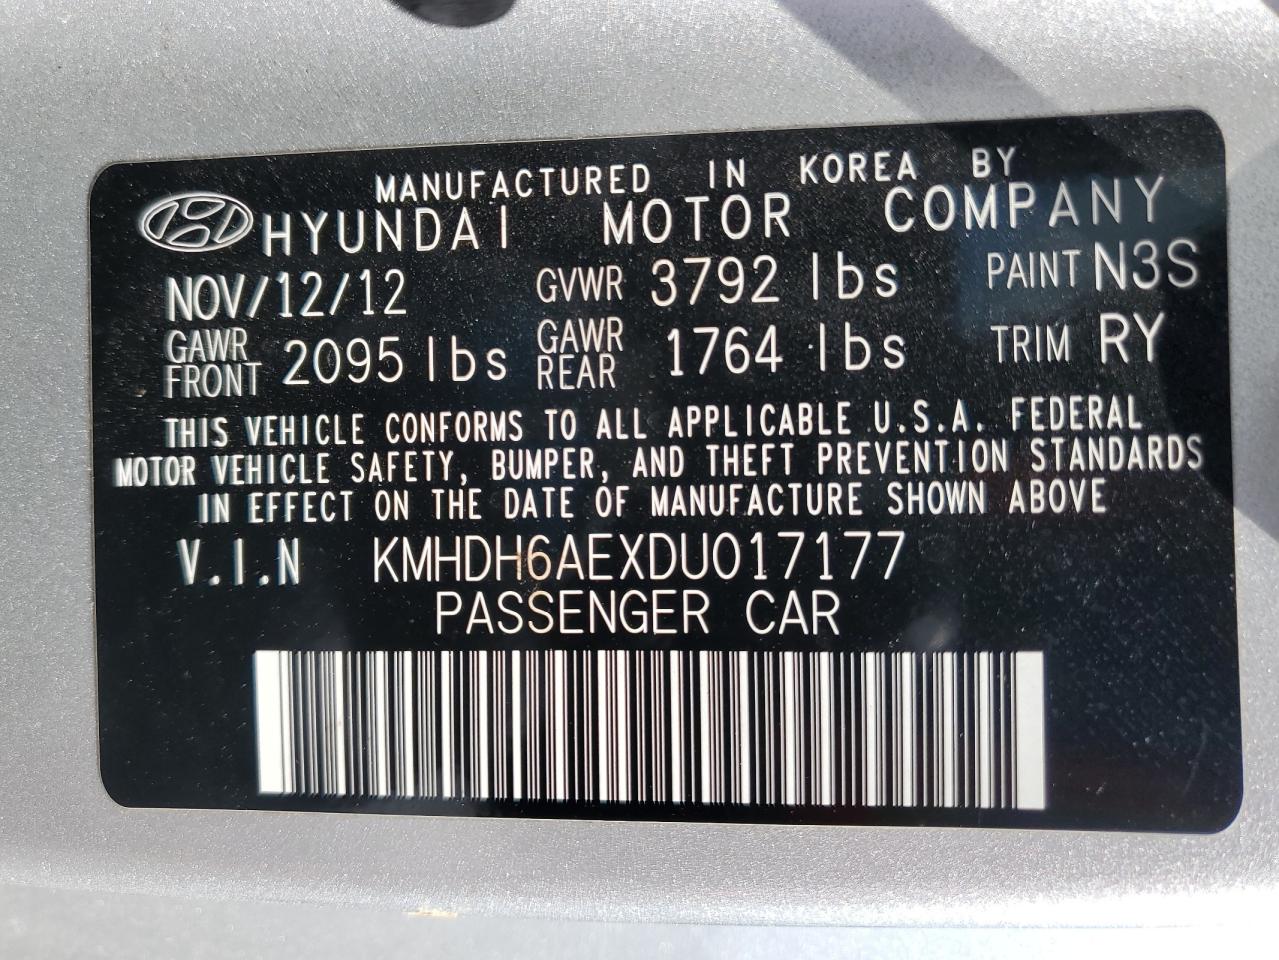 MANUFACTURED IN KOREA BY
HYUNDAI MOTOR COMPANY
NOV/12/12 GVWR 3792 lbs PAINT N3S
GAWR FRONT 2095 lbs GAWR REAR 1764 lbs TRIM RY
THIS VEHICLE CONFORMS TO ALL APPLICABLE U.S.A. FEDERAL
MOTOR VEHICLE SAFETY, BUMPER, AND THEFT PREVENTION STANDARDS
IN EFFECT ON THE DATE OF MANUFACTURE SHOWN ABOVE
V.I.N KMHDH6AEXDU017177
PASSENGER CAR